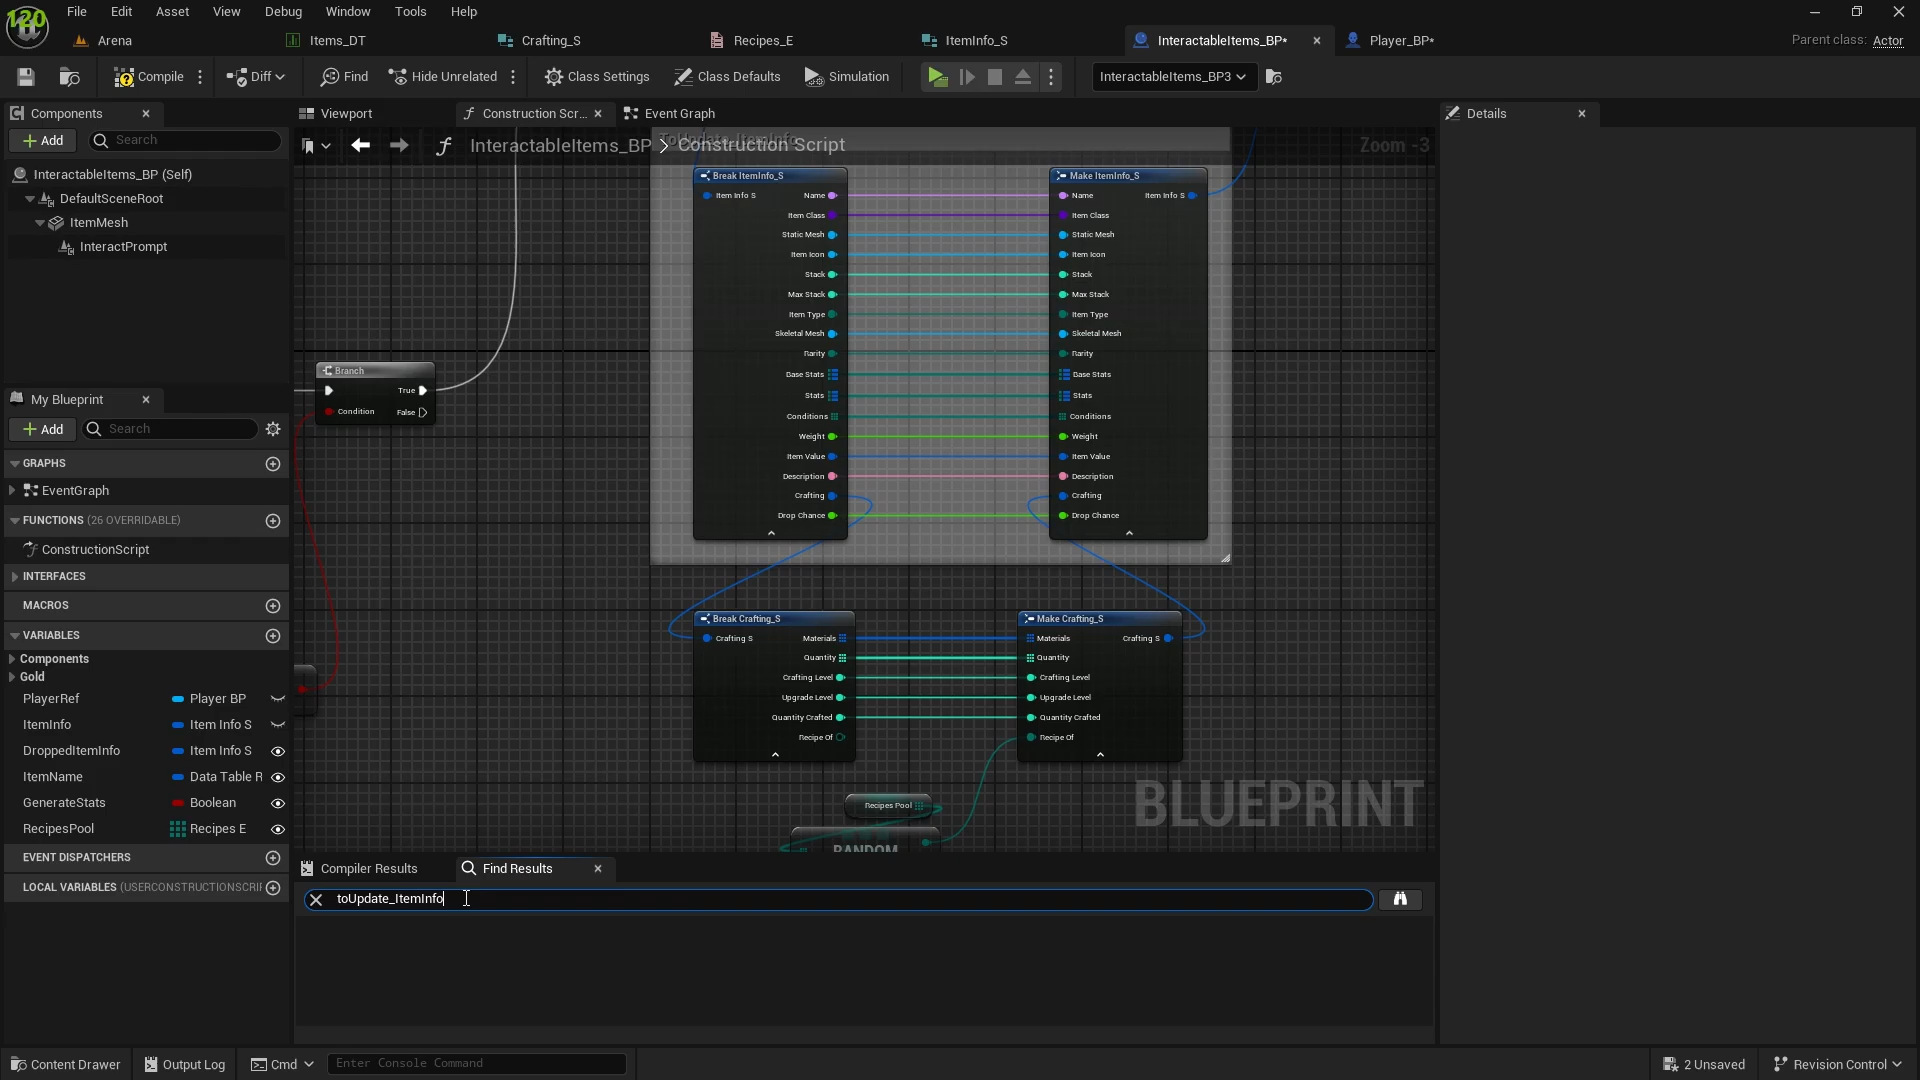 120
File Edit Asset View Debug Window Tools Help
Arena
Items_DT
Crafting_S
Recipes_E
ItemInfo_S
InteractableItems_BP*
Player_BP*
Parent class: Actor
Compile
Diff
Find
Hide Unrelated
Class Settings
Class Defaults
Simulation
InteractableItems_BP3
Components
Add
Search
InteractableItems_BP (Self)
DefaultSceneRoot
ItemMesh
InteractPrompt
My Blueprint
Add
Search
GRAPHS
EventGraph
FUNCTIONS (26 OVERRIDABLE)
ConstructionScript
INTERFACES
MACROS
VARIABLES
Components
Gold
PlayerRef Player BP
ItemInfo Item Info S
DroppedItemInfo Item Info S
ItemName Data Table R
GenerateStats Boolean
RecipesPool Recipes E
EVENT DISPATCHERS
LOCAL VARIABLES (USERCONSTRUCTIONSCRIP
Viewport
Construction Scr...
Event Graph
ToUpdate_ItemInfo
InteractableItems_BP > Construction Script
Zoom -3
Branch
True
Condition False
Break ItemInfo_S
Item Info S Name
Item Class
Static Mesh
Item Icon
Stack
Max Stack
Item Type
Skeletal Mesh
Rarity
Base Stats
Stats
Conditions
Weight
Item Value
Description
Crafting
Drop Chance
Make ItemInfo_S
Name Item Info S
Item Class
Static Mesh
Item Icon
Stack
Max Stack
Item Type
Skeletal Mesh
Rarity
Base Stats
Stats
Conditions
Weight
Item Value
Description
Crafting
Drop Chance
Break Crafting_S
Crafting S Materials
Quantity
Crafting Level
Upgrade Level
Quantity Crafted
Recipe Of
Make Crafting_S
Materials Crafting S
Quantity
Crafting Level
Upgrade Level
Quantity Crafted
Recipe Of
Recipes Pool
RANDOM
BLUEPRINT
Compiler Results
Find Results
toUpdate_ItemInfo
Details
Content Drawer
Output Log
Cmd
Enter Console Command
2 Unsaved
Revision Control